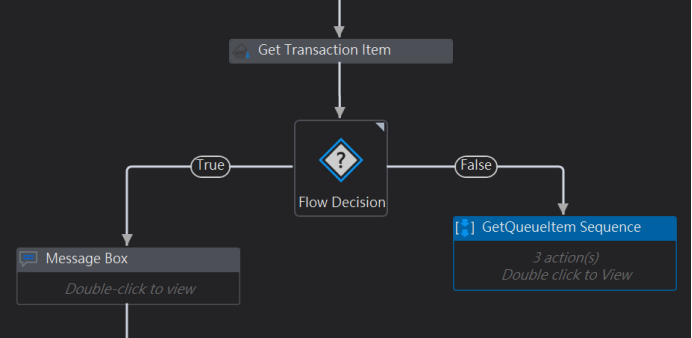 Get Transaction Item
True
?
False
Flow Decision
GetQueueItem Sequence
3 action(s)
Double click to View
Message Box
Double-click to view